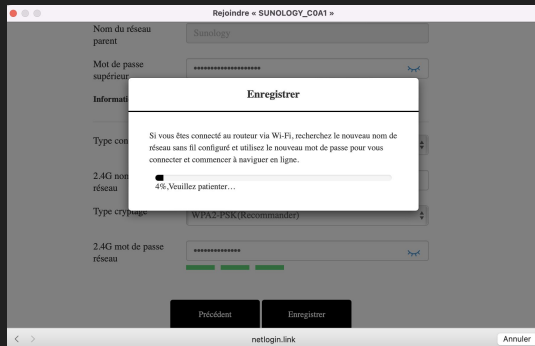 Rejoindre « SUNOLOGY_C0A1 »
Nom du réseau
parent
Sunology
Mot de passe
supérieur
Informati
Enregistrer
Si vous êtes connecté au routeur via Wi-Fi, recherchez le nouveau nom de
réseau sans fil configuré et utilisez le nouveau mot de passe pour vous
connecter et commencer à naviguer en ligne.
4%,Veuillez patienter…
Type con
2.4G nom
réseau
Type cryptage
WPA2-PSK(Recommander)
2.4G mot de passe
réseau
Précédent
Enregistrer
netlogin.link
Annuler